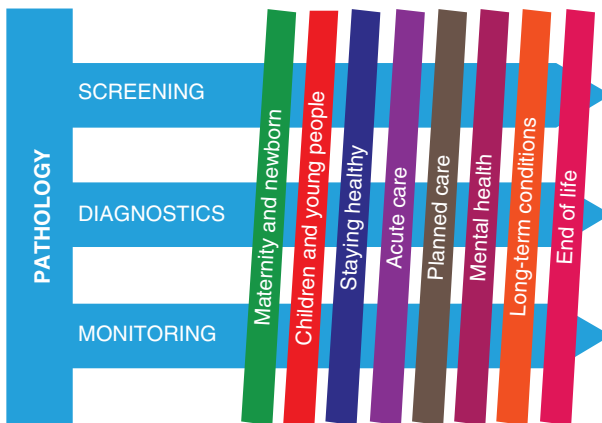 PATHOLOGY
SCREENING
DIAGNOSTICS
MONITORING
Maternity and newborn
Children and young people
Staying healthy
Acute care
Planned care
Mental health
Long-term conditions
End of life